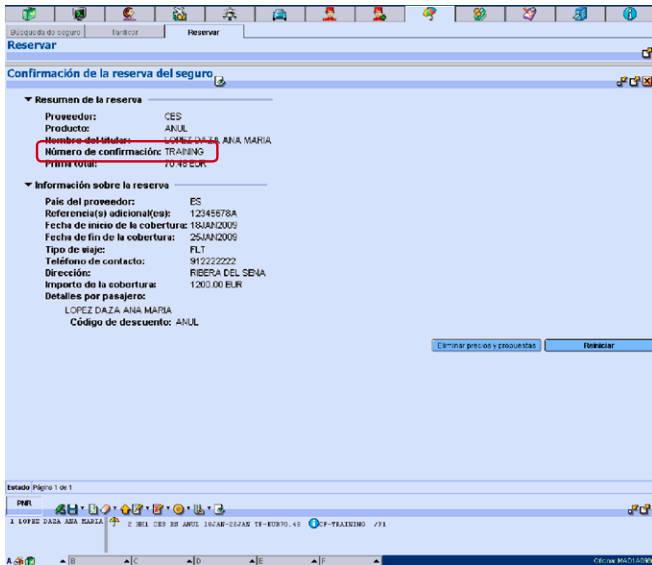 Búsqueda de seguro Tarificar Reservar
Reservar
Confirmación de la reserva del seguro
Resumen de la reserva
Proveedor: CES
Producto: ANUL
Nombre del titular: LOPEZ DAZA ANA MARIA
Número de confirmación: TRAINING
Prima total: 70.48 EUR
Información sobre la reserva
País del proveedor: ES
Referencia(s) adicional(es): 12345678A
Fecha de inicio de la cobertura: 18JAN2009
Fecha de fin de la cobertura: 25JAN2009
Tipo de viaje: FLT
Teléfono de contacto: 912222222
Dirección: RIBERA DEL SENA
Importe de la cobertura: 1200.00 EUR
Detalles por pasajero:
LOPEZ DAZA ANA MARIA
Código de descuento: ANUL
Eliminar precios y propuestas Reiniciar
Estado Página 1 de 1
PNR
1 LOPEZ DAZA ANA MARIA 2 HK1 CES ES ANUL 18JAN-25JAN TP-EUR70.48 CF-TRAINING /P1
A B C D E F Oficina: